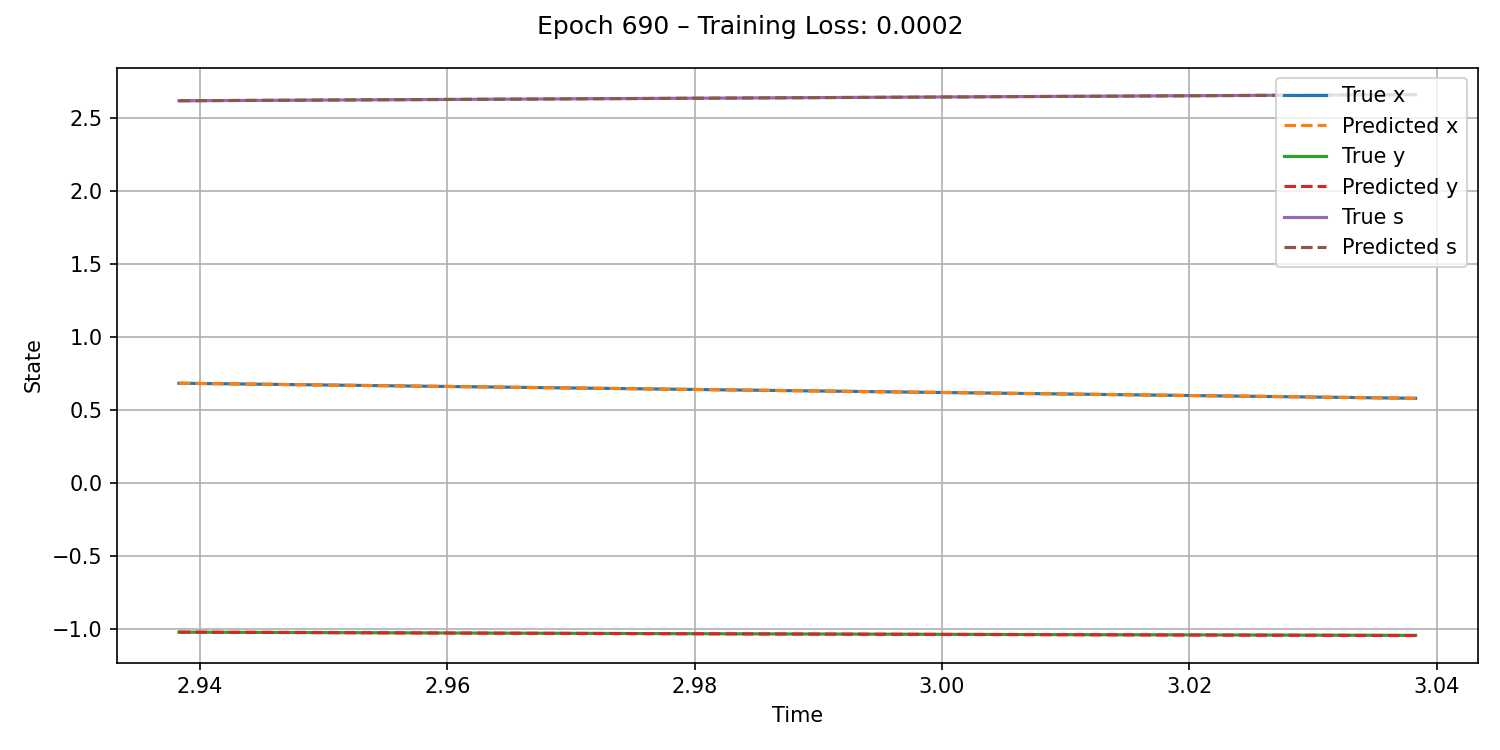 Epoch 690 – Training Loss: 0.0002
True x
Predicted x
True y
Predicted y
True s
Predicted s
State
2.5
2.0
1.5
1.0
0.5
0.0
−0.5
−1.0
2.94 2.96 2.98 3.00 3.02 3.04
Time